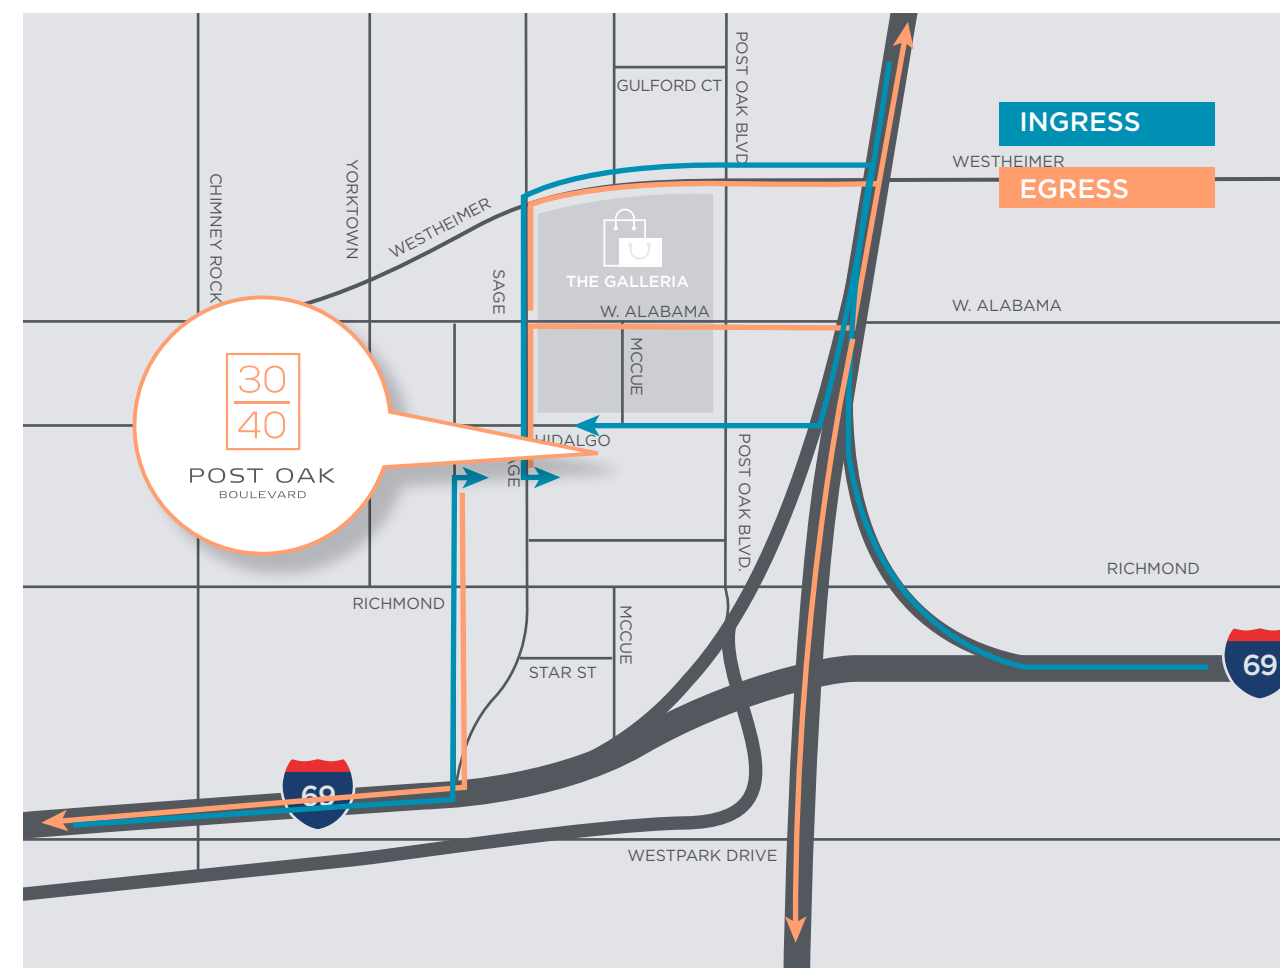 GULFORD CT
POST OAK BLVD.
INGRESS
WESTHEIMER
EGRESS
CHIMNEY ROCK
YORKTOWN
WESTHEIMER
SAGE
THE GALLERIA
W. ALABAMA
W. ALABAMA
MCCUE
30
40
POST OAK
BOULEVARD
HIDALGO
POST OAK BLVD.
RICHMOND
RICHMOND
MCCUE
STAR ST
69
69
WESTPARK DRIVE